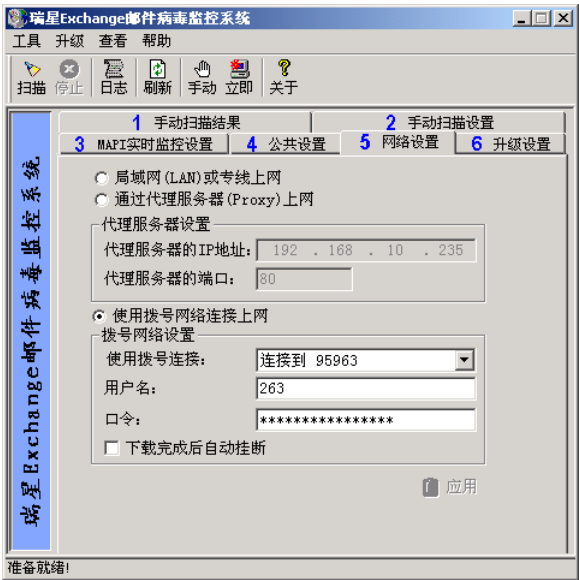 瑞星Exchange邮件病毒监控系统
工具 升级 查看 帮助
扫描 停止 日志 刷新 手动 立即 关于
1 手动扫描结果 2 手动扫描设置
3 MAPI实时监控设置 4 公共设置 5 网络设置 6 升级设置
瑞星Exchange邮件病毒监控系统
局域网(LAN)或专线上网
通过代理服务器(Proxy)上网
代理服务器设置
代理服务器的IP地址: 192 . 168 . 10 . 235
代理服务器的端口: 80
使用拨号网络连接上网
拨号网络设置
使用拨号连接: 连接到 95963
用户名: 263
口令: ****************
下载完成后自动挂断
应用
准备就绪!